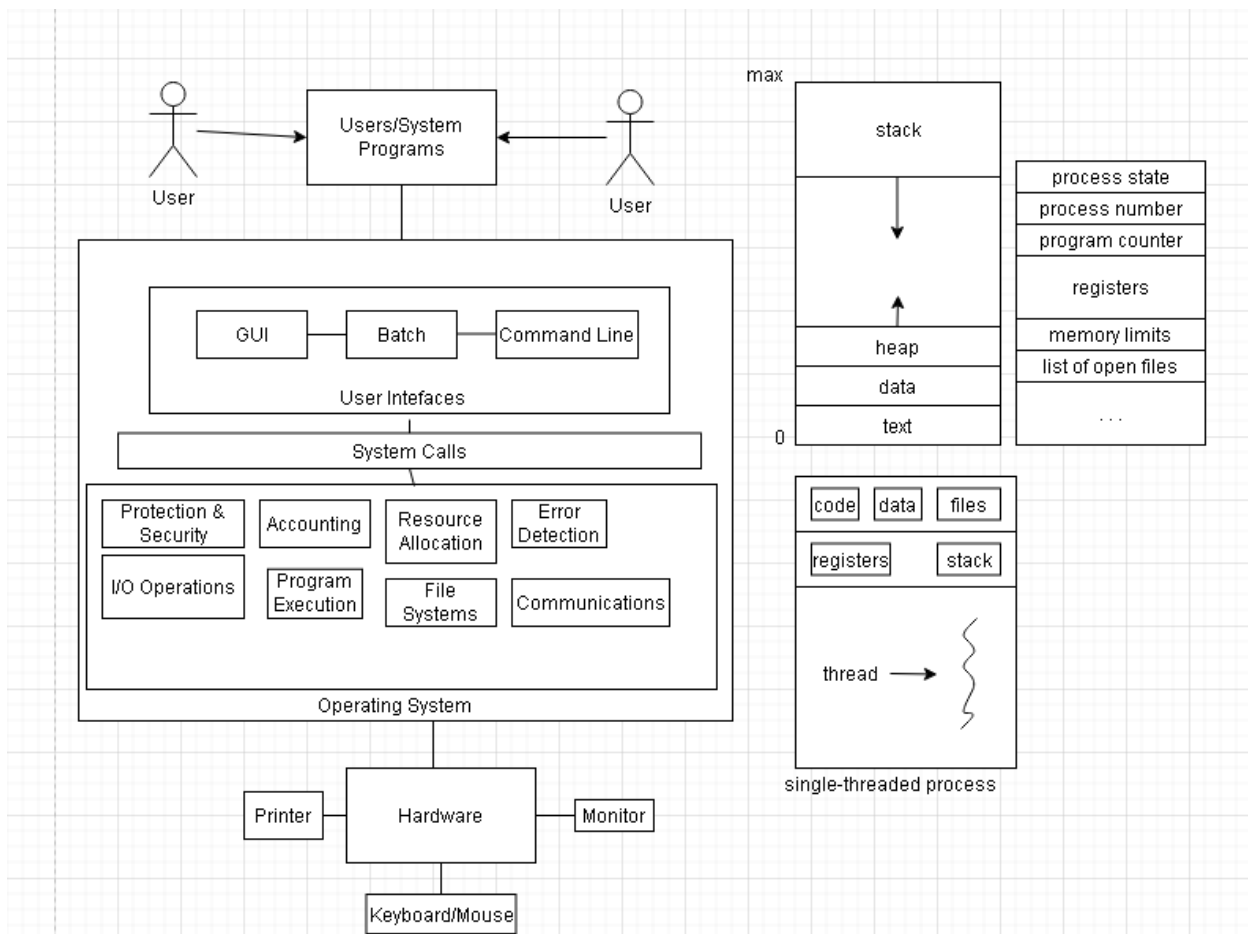 Users/System
Programs
User
User
GUI
Batch
Command Line
User Intefaces
System Calls
Protection &
Security
Accounting
Resource
Allocation
Error
Detection
I/O Operations
Program
Execution
File
Systems
Communications
Operating System
Printer
Hardware
Monitor
Keyboard/Mouse
max
stack
heap
data
text
0
process state
process number
program counter
registers
memory limits
list of open files
. . .
code
data
files
registers
stack
thread
single-threaded process